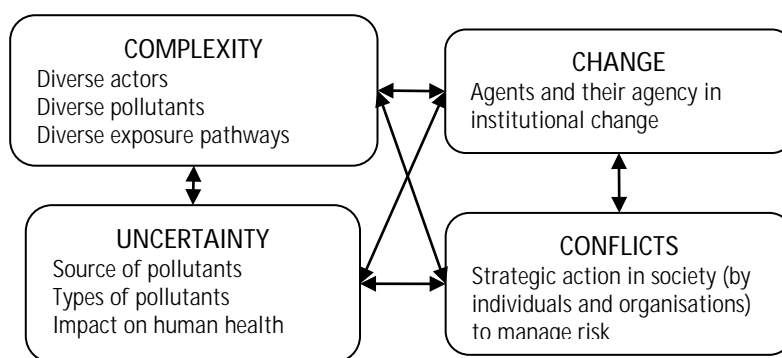 COMPLEXITY
Diverse actors
Diverse pollutants
Diverse exposure pathways
CHANGE
Agents and their agency in
institutional change
UNCERTAINTY
Source of pollutants
Types of pollutants
Impact on human health
CONFLICTS
Strategic action in society (by
individuals and organisations)
to manage risk